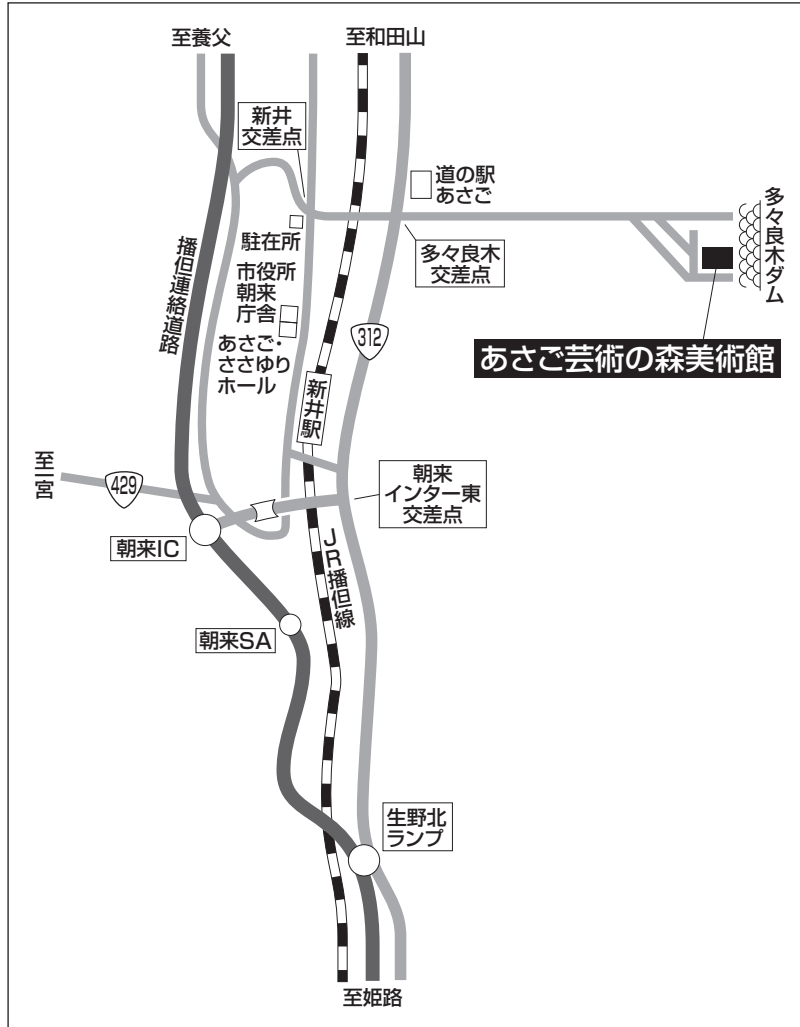 至養父
至和田山
新井
交差点
道の駅
あさご
多々良木ダム
駐在所
多々良木
交差点
市役所
朝来
庁舎
播但連絡道路
312
あさご・
ささゆり
ホール
あさご芸術の森美術館
新井駅
至一宮
429
朝来
インター東
交差点
朝来IC
JR播但線
朝来SA
生野北
ランプ
至姫路